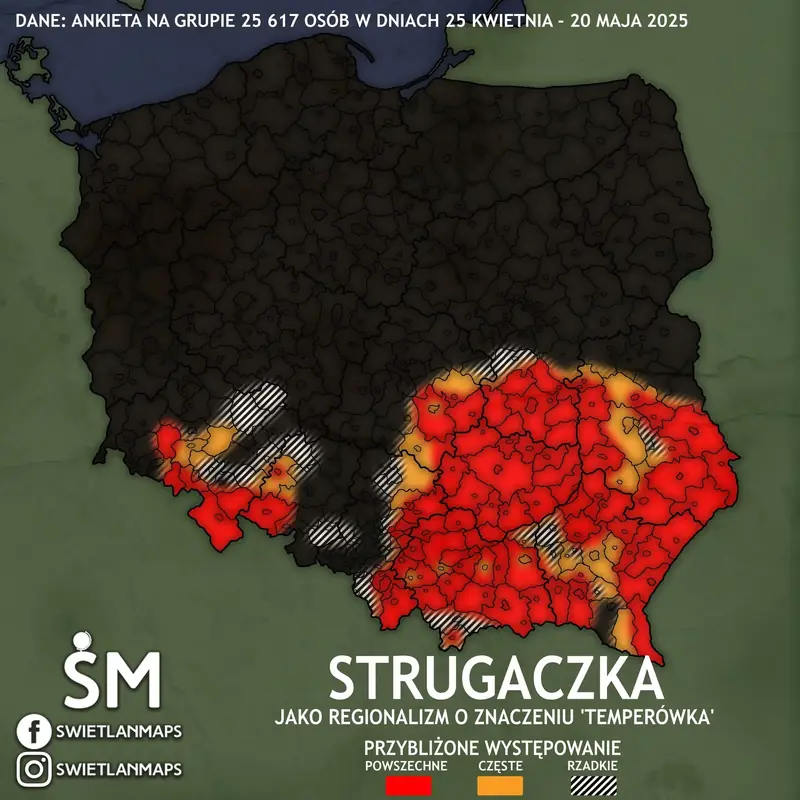 DANE: ANKIETA NA GRUPIE 25 617 OSÓB W DNIACH 25 KWIETNIA - 20 MAJA 2025
ŚM
SWIETLANMAPS
SWIETLANMAPS
STRUGACZKA
JAKO REGIONALIZM O ZNACZENIU 'TEMPERÓWKA'
PRZYBLIŻONE WYSTĘPOWANIE
POWSZECHNE CZĘSTE RZADKIE